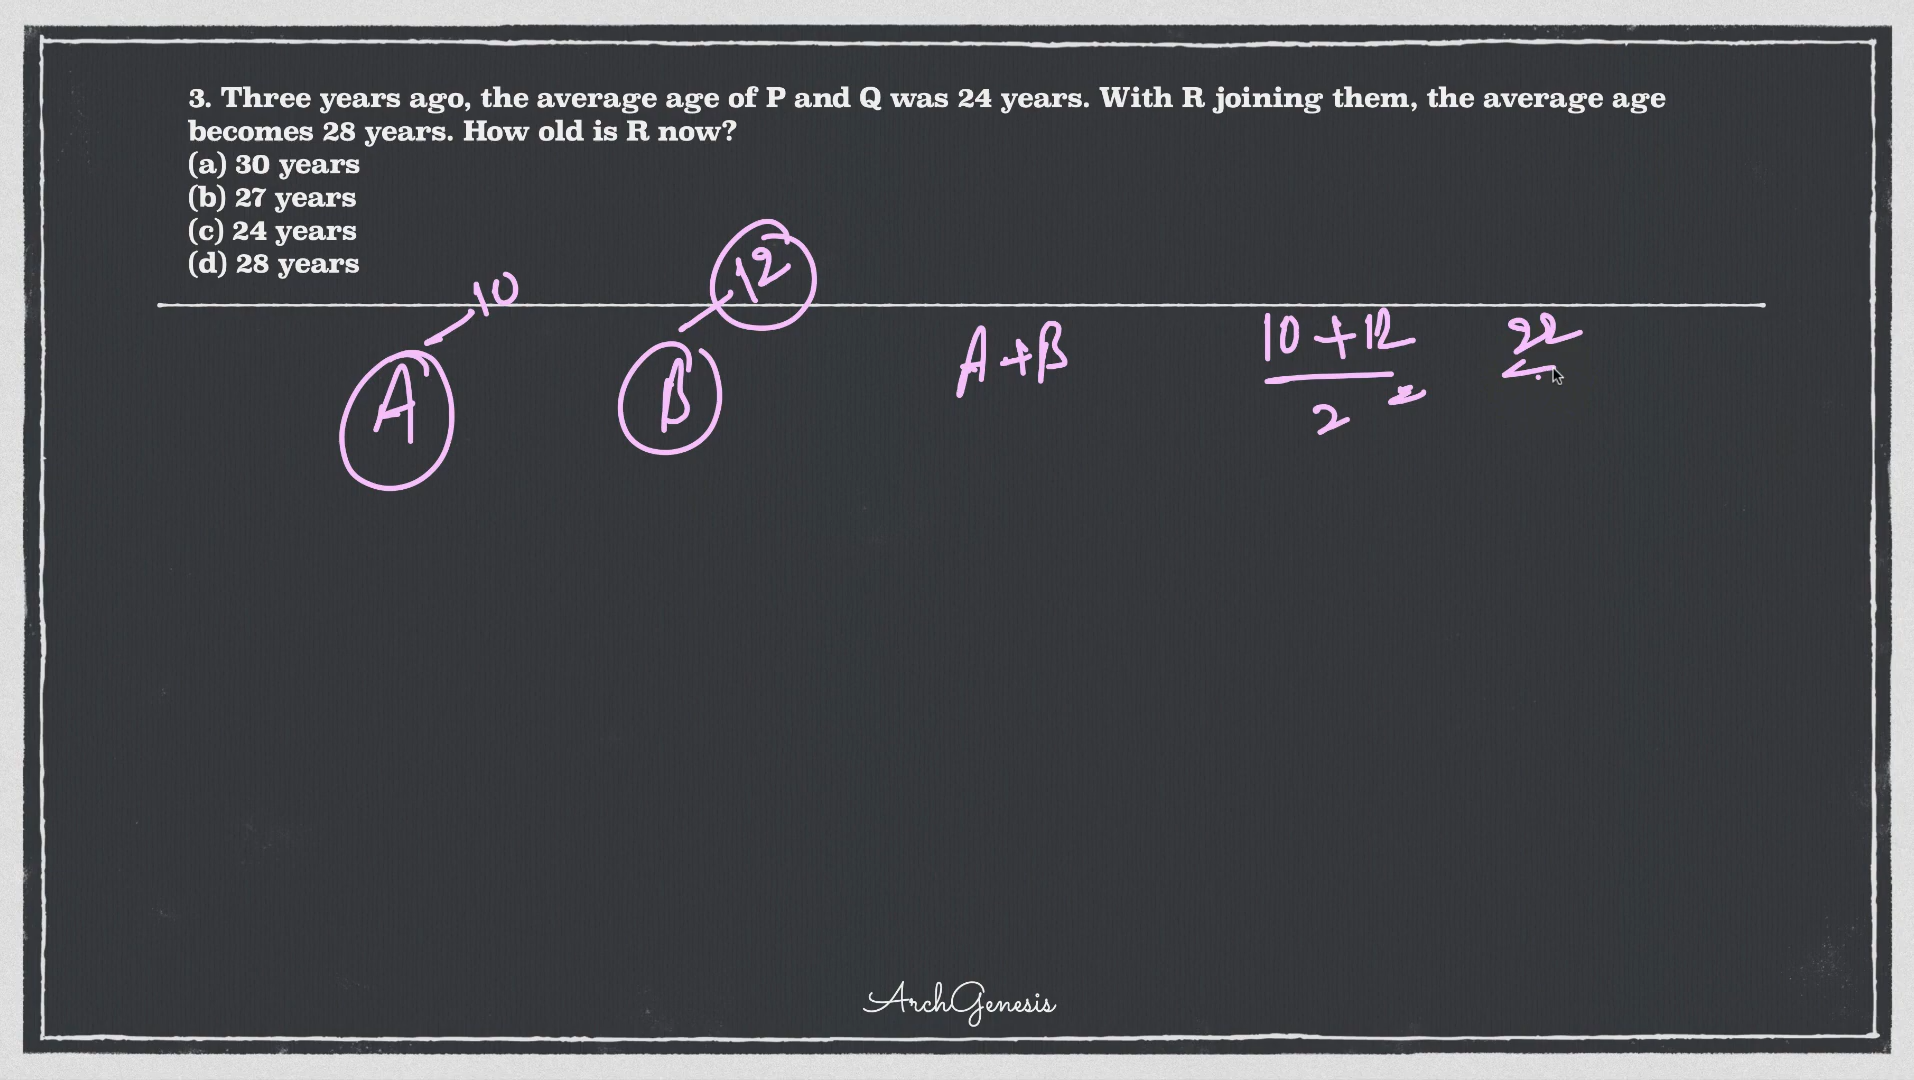 3. Three years ago, the average age of P and Q was 24 years. With R joining them, the average age
becomes 28 years. How old is R now?
(a) 30 years
(b) 27 years
(c) 24 years
(d) 28 years
10
12
A
B
A+B
10+12
2
=
22
ArchGenesis